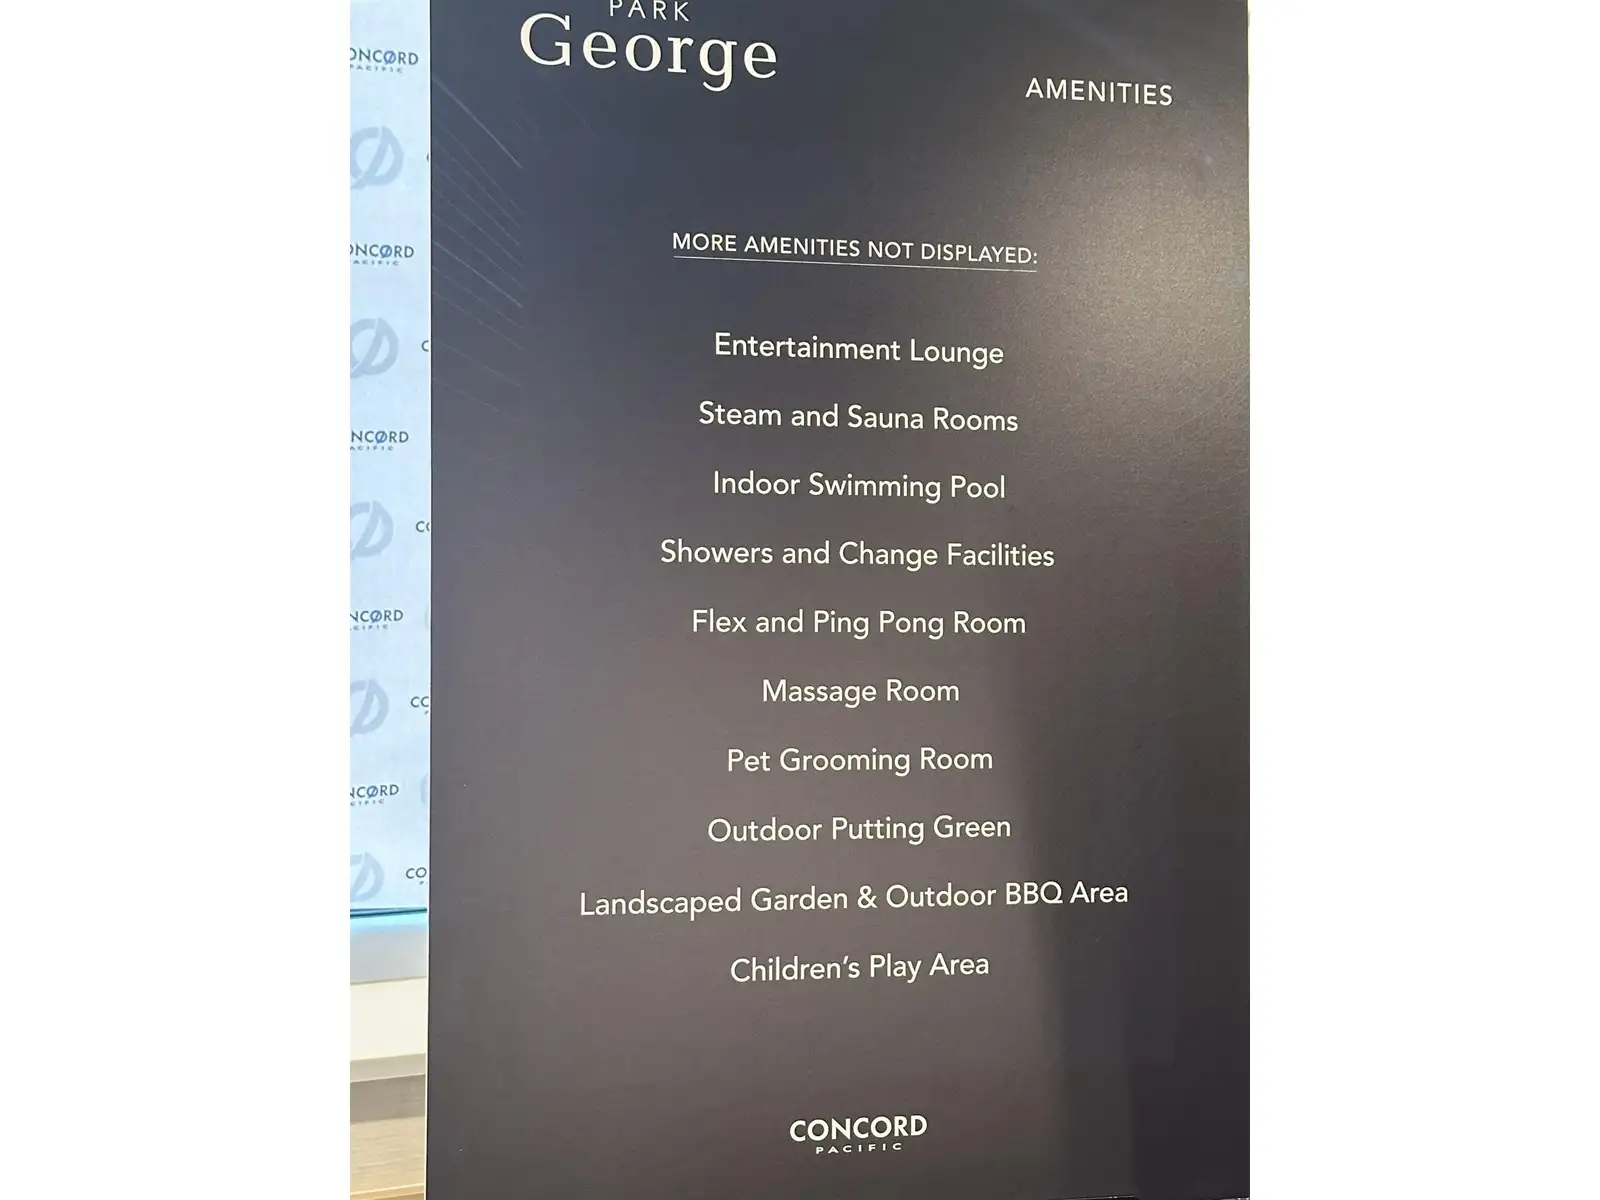 PARK
George
AMENITIES
MORE AMENITIES NOT DISPLAYED:
Entertainment Lounge
Steam and Sauna Rooms
Indoor Swimming Pool
Showers and Change Facilities
Flex and Ping Pong Room
Massage Room
Pet Grooming Room
Outdoor Putting Green
Landscaped Garden & Outdoor BBQ Area
Children's Play Area
CONCORD
PACIFIC